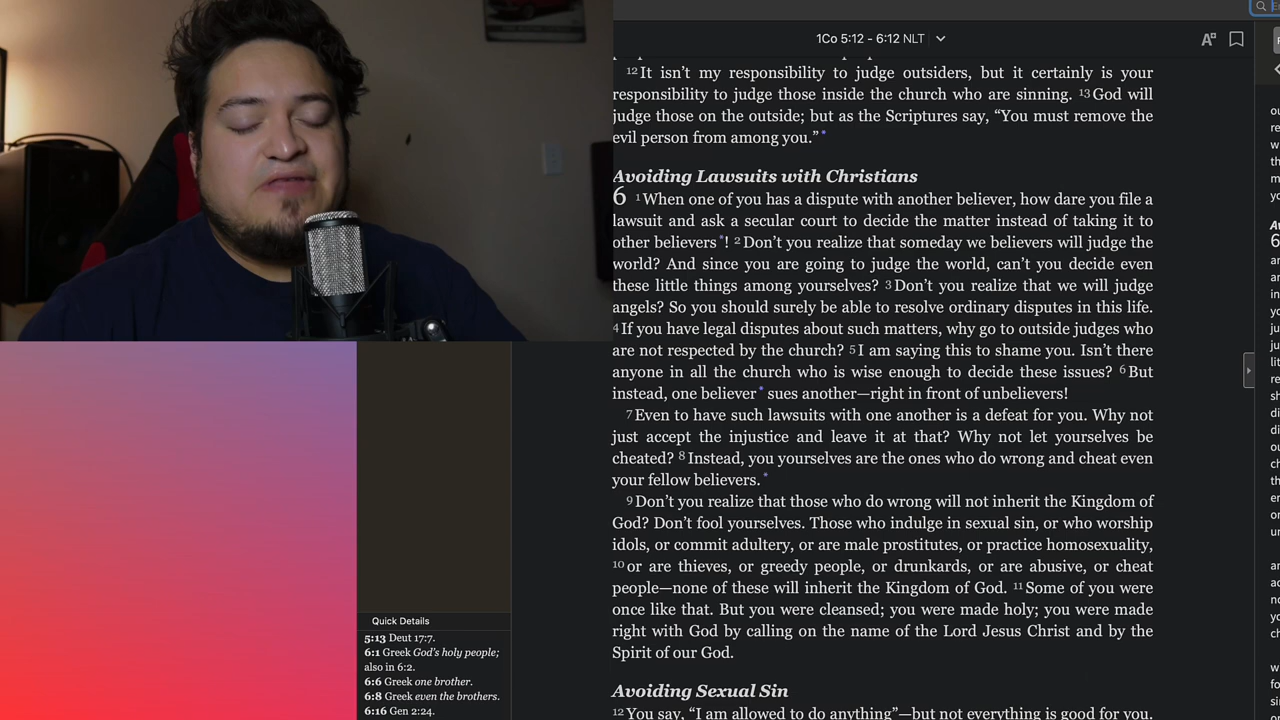 1Co 5:12 - 6:12 NLT
12 It isn't my responsibility to judge outsiders, but it certainly is your
responsibility to judge those inside the church who are sinning. 13 God will
judge those on the outside; but as the Scriptures say, “You must remove the
evil person from among you.” *
Avoiding Lawsuits with Christians
6 1 When one of you has a dispute with another believer, how dare you file a
lawsuit and ask a secular court to decide the matter instead of taking it to
other believers *! 2 Don't you realize that someday we believers will judge the
world? And since you are going to judge the world, can't you decide even
these little things among yourselves? 3 Don't you realize that we will judge
angels? So you should surely be able to resolve ordinary disputes in this life.
4 If you have legal disputes about such matters, why go to outside judges who
are not respected by the church? 5 I am saying this to shame you. Isn't there
anyone in all the church who is wise enough to decide these issues? 6 But
instead, one believer * sues another—right in front of unbelievers!
7 Even to have such lawsuits with one another is a defeat for you. Why not
just accept the injustice and leave it at that? Why not let yourselves be
cheated? 8 Instead, you yourselves are the ones who do wrong and cheat even
your fellow believers. *
9 Don't you realize that those who do wrong will not inherit the Kingdom of
God? Don't fool yourselves. Those who indulge in sexual sin, or who worship
idols, or commit adultery, or are male prostitutes, or practice homosexuality,
10 or are thieves, or greedy people, or drunkards, or are abusive, or cheat
people—none of these will inherit the Kingdom of God. 11 Some of you were
once like that. But you were cleansed; you were made holy; you were made
right with God by calling on the name of the Lord Jesus Christ and by the
Spirit of our God.
Avoiding Sexual Sin
12 You say, “I am allowed to do anything”—but not everything is good for you.
Quick Details
5:13 Deut 17:7.
6:1 Greek God's holy people;
also in 6:2.
6:6 Greek one brother.
6:8 Greek even the brothers.
6:16 Gen 2:24.